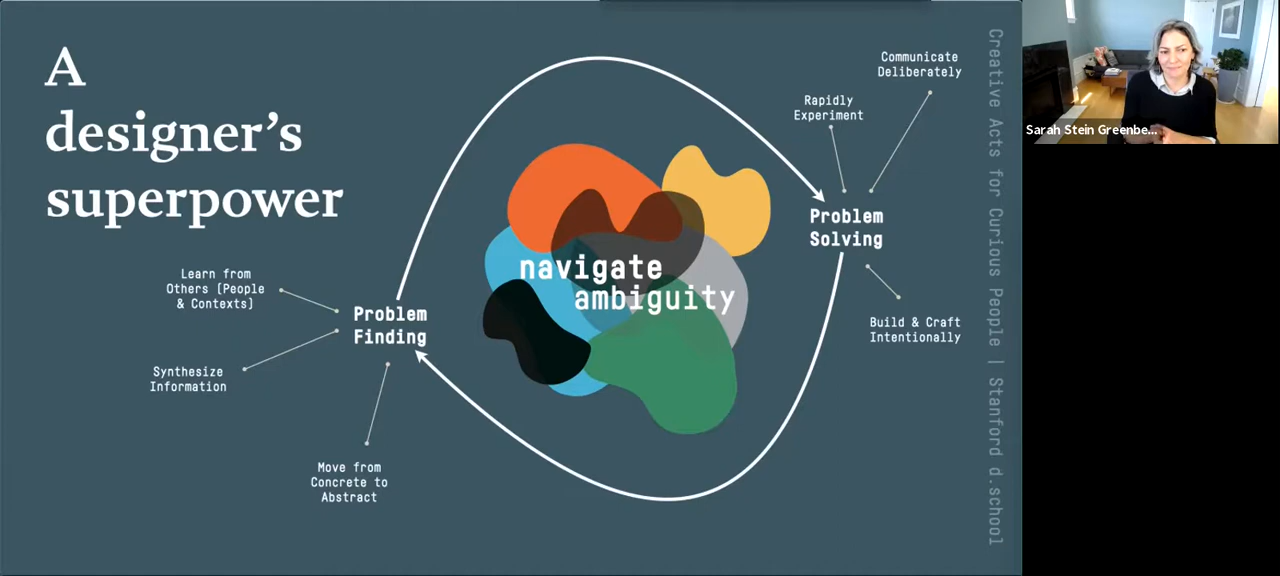 A
designer’s
superpower
Learn from
Others [People
& Contexts]
Synthesize
Information
Move from
Concrete to
Abstract
Problem
Finding
navigate
ambiguity
Problem
Solving
Rapidly
Experiment
Communicate
Deliberately
Build & Craft
Intentionally
Creative Acts for Curious People | Stanford d.school
Sarah Stein Greenbe...